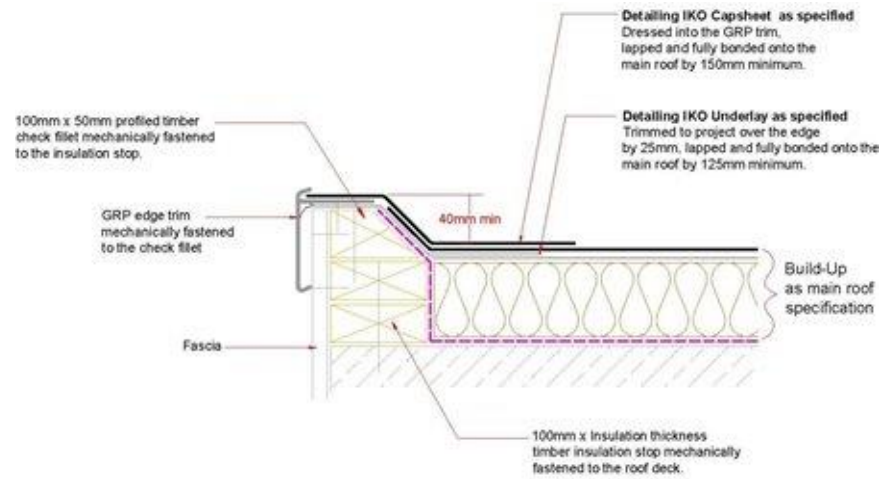 Detailing IKO Capsheet as specified
Dressed into the GRP trim,
lapped and fully bonded onto the
main roof by 150mm minimum.
100mm x 50mm profiled timber
check fillet mechanically fastened
to the insulation stop.
Detailing IKO Underlay as specified
Trimmed to project over the edge
by 25mm, lapped and fully bonded onto the
main roof by 125mm minimum.
GRP edge trim
mechanically fastened
to the check fillet
40mm min
Build-Up
as main roof
specification
Fascia
100mm x Insulation thickness
timber insulation stop mechanically
fastened to the roof deck.